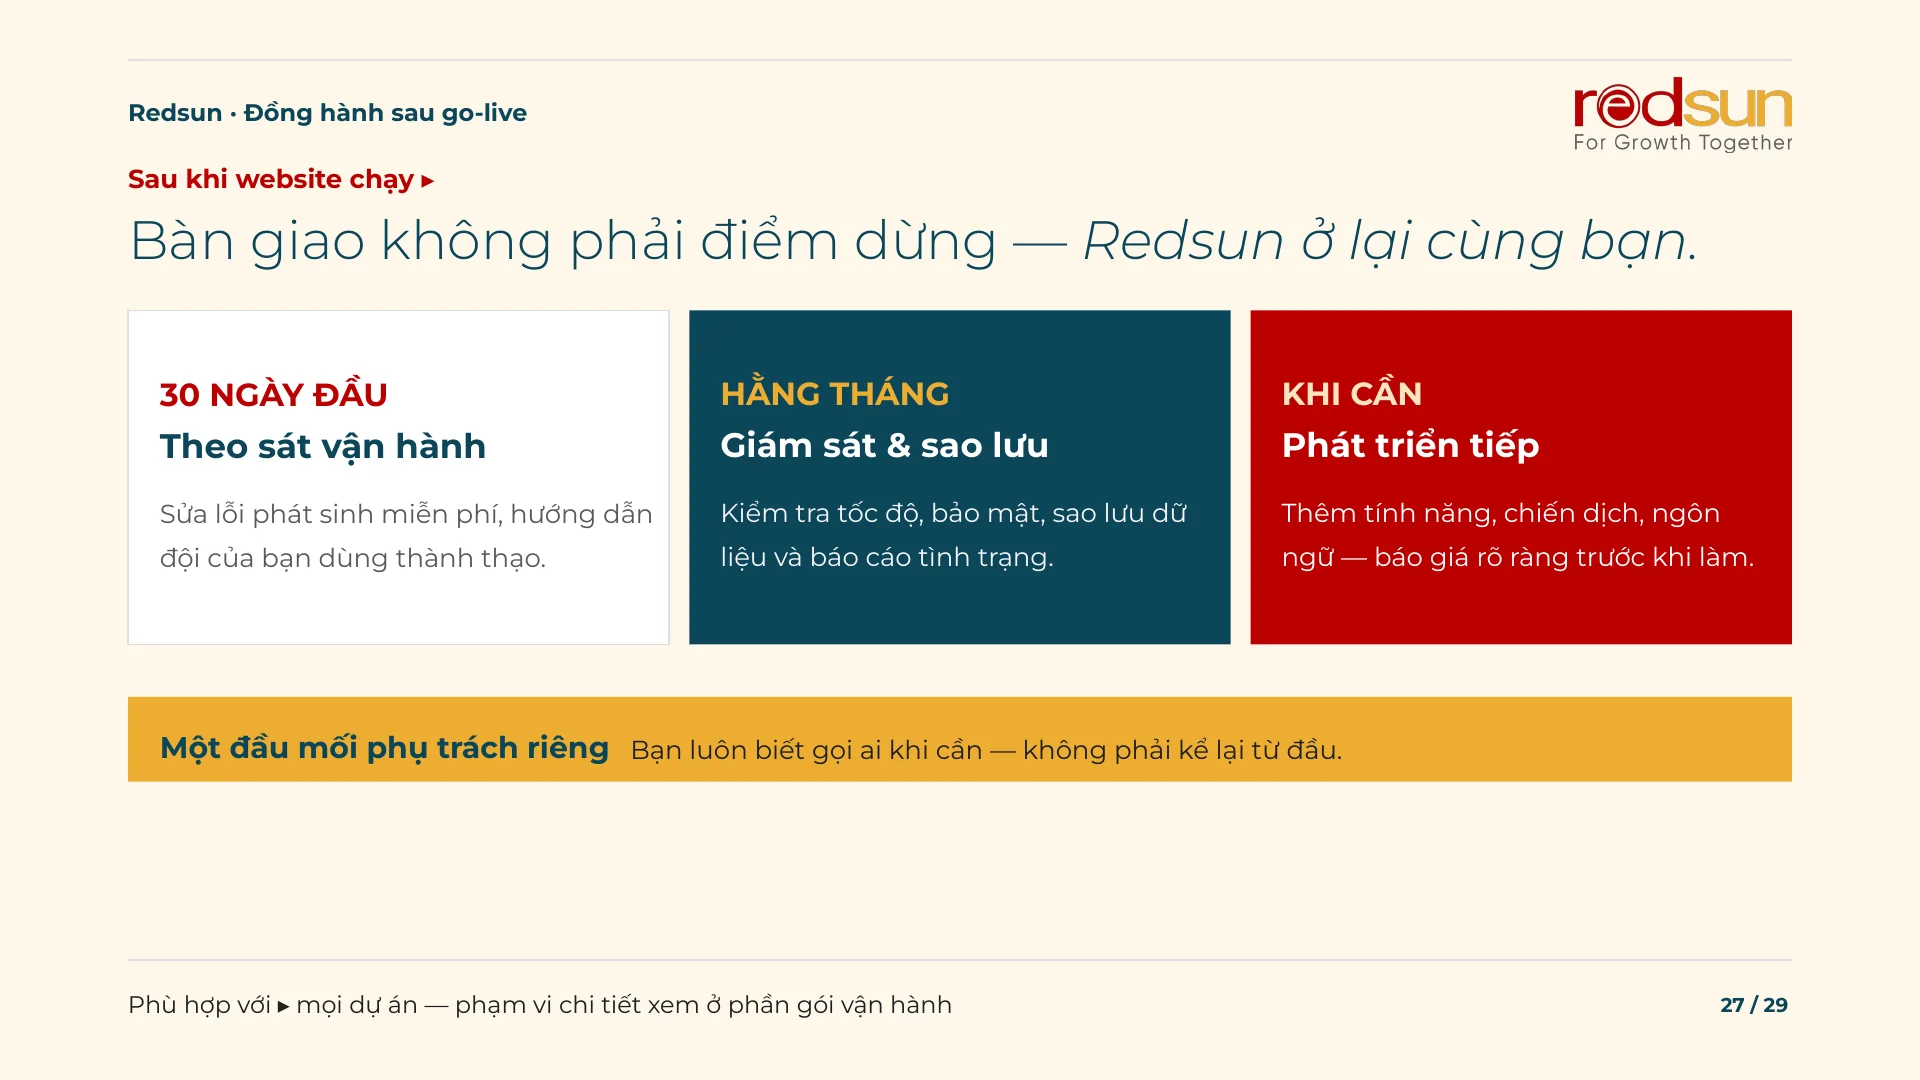 Redsun · Đồng hành sau go-live
redsun
For Growth Together
Sau khi website chạy ▸
Bàn giao không phải điểm dừng — Redsun ở lại cùng bạn.
30 NGÀY ĐẦU
Theo sát vận hành
Sửa lỗi phát sinh miễn phí, hướng dẫn
đội của bạn dùng thành thạo.
HẰNG THÁNG
Giám sát & sao lưu
Kiểm tra tốc độ, bảo mật, sao lưu dữ
liệu và báo cáo tình trạng.
KHI CẦN
Phát triển tiếp
Thêm tính năng, chiến dịch, ngôn
ngữ — báo giá rõ ràng trước khi làm.
Một đầu mối phụ trách riêng Bạn luôn biết gọi ai khi cần — không phải kể lại từ đầu.
Phù hợp với ▸ mọi dự án — phạm vi chi tiết xem ở phần gói vận hành
27 / 29